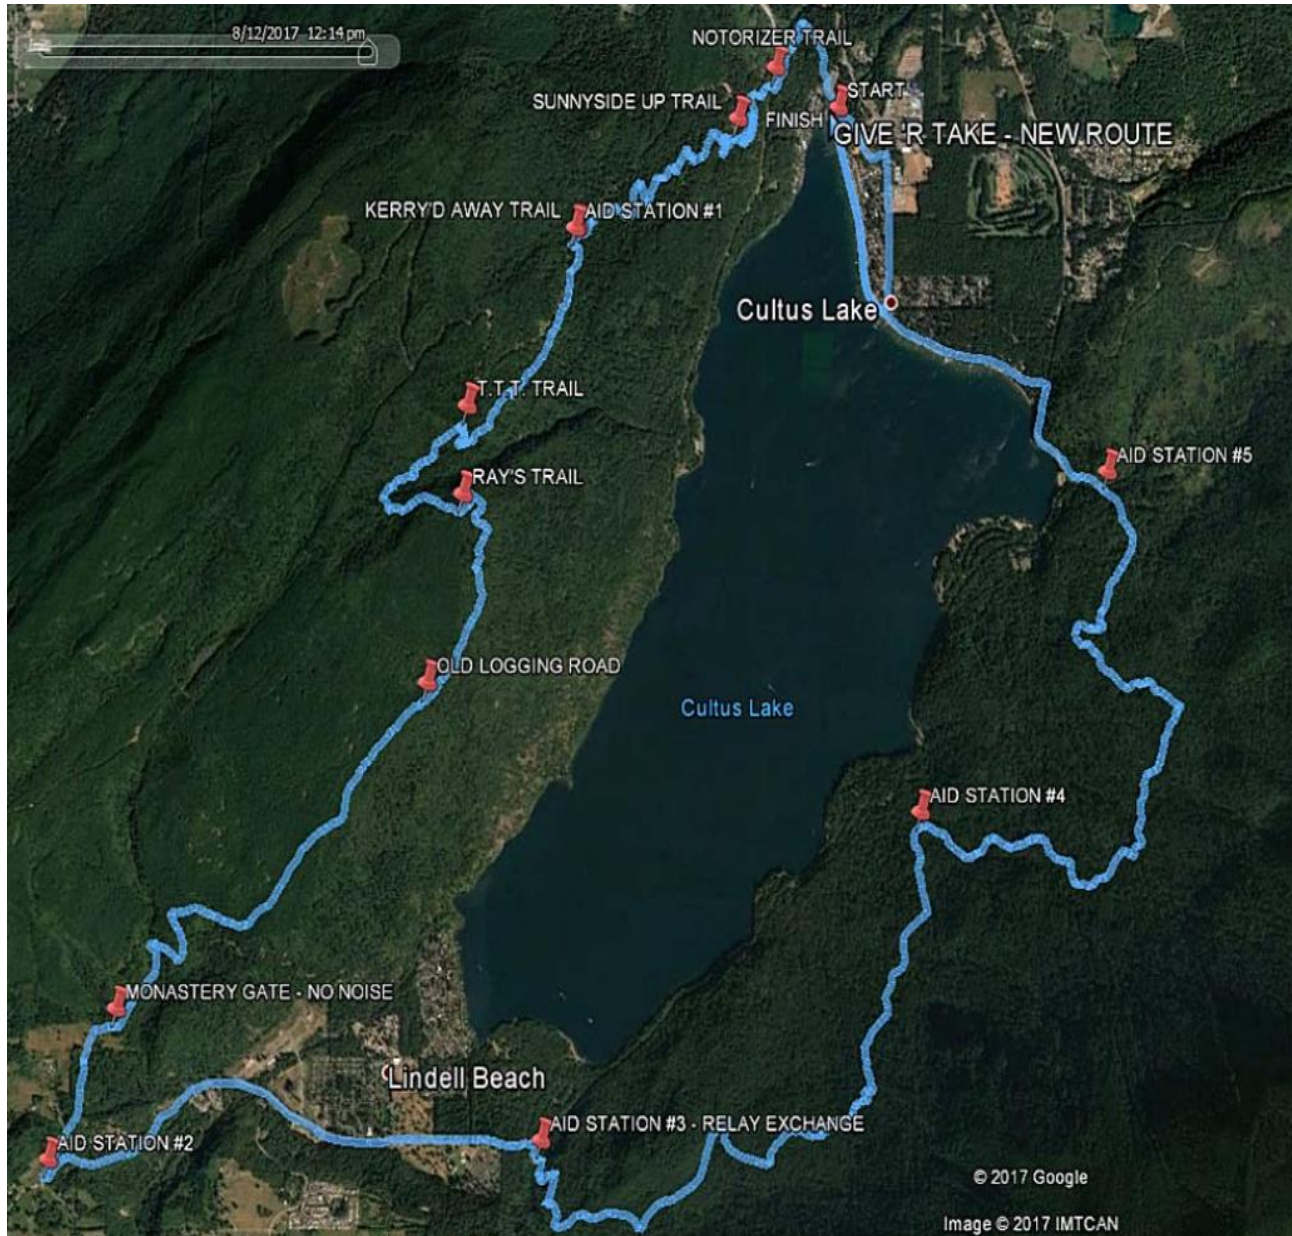 8/12/2017 12:14 pm
NOTORIZER TRAIL
START
SUNNYSIDE UP TRAIL
FINISH
GIVE 'R TAKE - NEW ROUTE
KERRY'D AWAY TRAIL
AID STATION #1
Cultus Lake
T.T.T. TRAIL
AID STATION #5
RAY'S TRAIL
OLD LOGGING ROAD
Cultus Lake
AID STATION #4
MONASTERY GATE - NO NOISE
Lindell Beach
AID STATION #3 - RELAY EXCHANGE
AID STATION #2
© 2017 Google
Image © 2017 IMTCAN